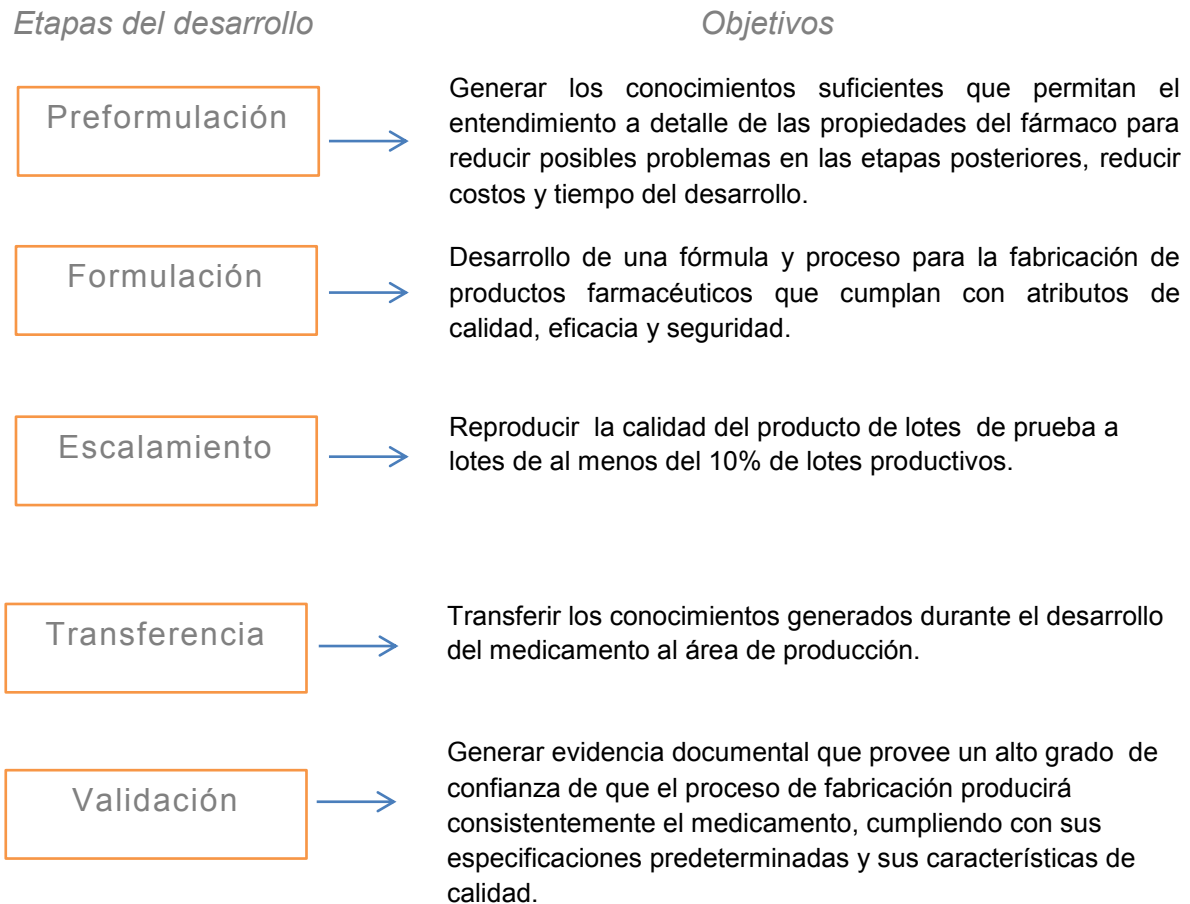 Etapas del desarrollo
Objetivos
Preformulación
Generar los conocimientos suficientes que permitan el
entendimiento a detalle de las propiedades del fármaco para
reducir posibles problemas en las etapas posteriores, reducir
costos y tiempo del desarrollo.
Formulación
Desarrollo de una fórmula y proceso para la fabricación de
productos farmacéuticos que cumplan con atributos de
calidad, eficacia y seguridad.
Escalamiento
Reproducir la calidad del producto de lotes de prueba a
lotes de al menos del 10% de lotes productivos.
Transferencia
Transferir los conocimientos generados durante el desarrollo
del medicamento al área de producción.
Validación
Generar evidencia documental que provee un alto grado de
confianza de que el proceso de fabricación producirá
consistentemente el medicamento, cumpliendo con sus
especificaciones predeterminadas y sus características de
calidad.